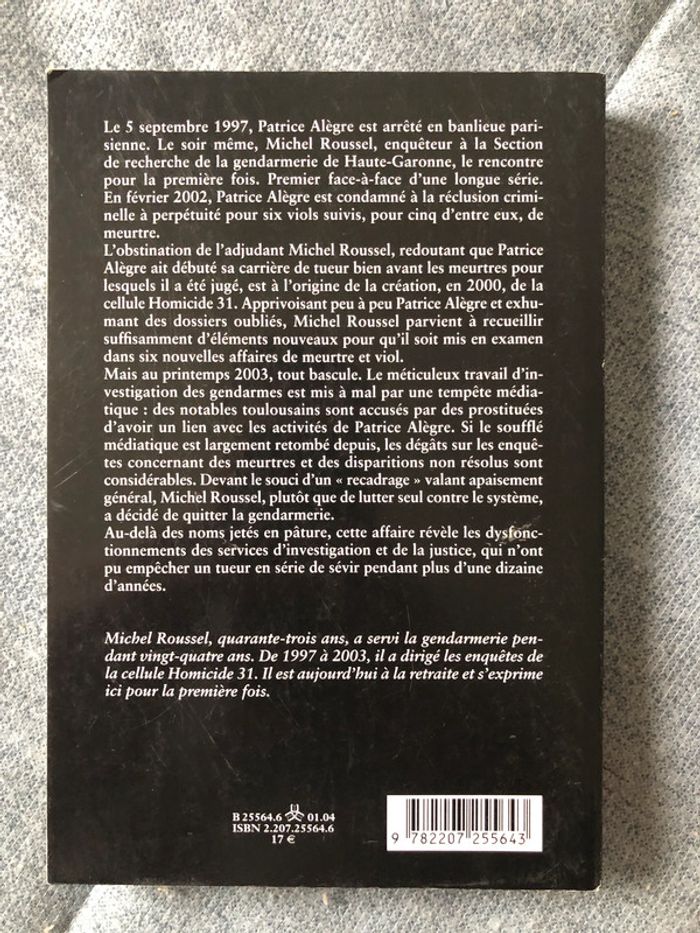 Le 5 septembre 1997, Patrice Alègre est arrêté en banlieue pari-
sienne. Le soir même, Michel Roussel, enquêteur à la Section
de recherche de la gendarmerie de Haute-Garonne, le rencontre
pour la première fois. Premier face-à-face d'une longue série.
En février 2002, Patrice Alègre est condamné à la réclusion crimi-
nelle à perpétuité pour six viols suivis, pour cinq d'entre eux, de
meurtre.
L'obstination de l'adjudant Michel Roussel, redoutant que Patrice
Alègre ait débuté sa carrière de tueur bien avant les meurtres pour
lesquels il a été jugé, est à l'origine de la création, en 2000, de la
cellule Homicide 31. Apprivoisant peu à peu Patrice Alègre et exhu-
mant des dossiers oubliés, Michel Roussel parvient à recueillir
suffisamment d'éléments nouveaux pour qu'il soit mis en examen
dans six nouvelles affaires de meurtre et viol.
Mais au printemps 2003, tout bascule. Le méticuleux travail d'in-
vestigation des gendarmes est mis à mal par une tempête média-
tique : des notables toulousains sont accusés par des prostituées
d'avoir un lien avec les activités de Patrice Alègre. Si le soufflé
médiatique est largement retombé depuis, les dégâts sur les enquê-
tes concernant des meurtres et des disparitions non résolus sont
considérables. Devant le souci d'un « recadrage » valant apaisement
général, Michel Roussel, plutôt que de lutter seul contre le système,
a décidé de quitter la gendarmerie.
Au-delà des noms jetés en pâture, cette affaire révèle les dysfonc-
tionnements des services d'investigation et de la justice, qui n'ont
pu empêcher un tueur en série de sévir pendant plus d'une dizaine
d'années.
Michel Roussel, quarante-trois ans, a servi la gendarmerie pen-
dant vingt-quatre ans. De 1997 à 2003, il a dirigé les enquêtes de
la cellule Homicide 31. Il est aujourd'hui à la retraite et s'exprime
ici pour la première fois.
B 25564.6 01.04
ISBN 2.207.25564.6
17 €
9 782207 255643